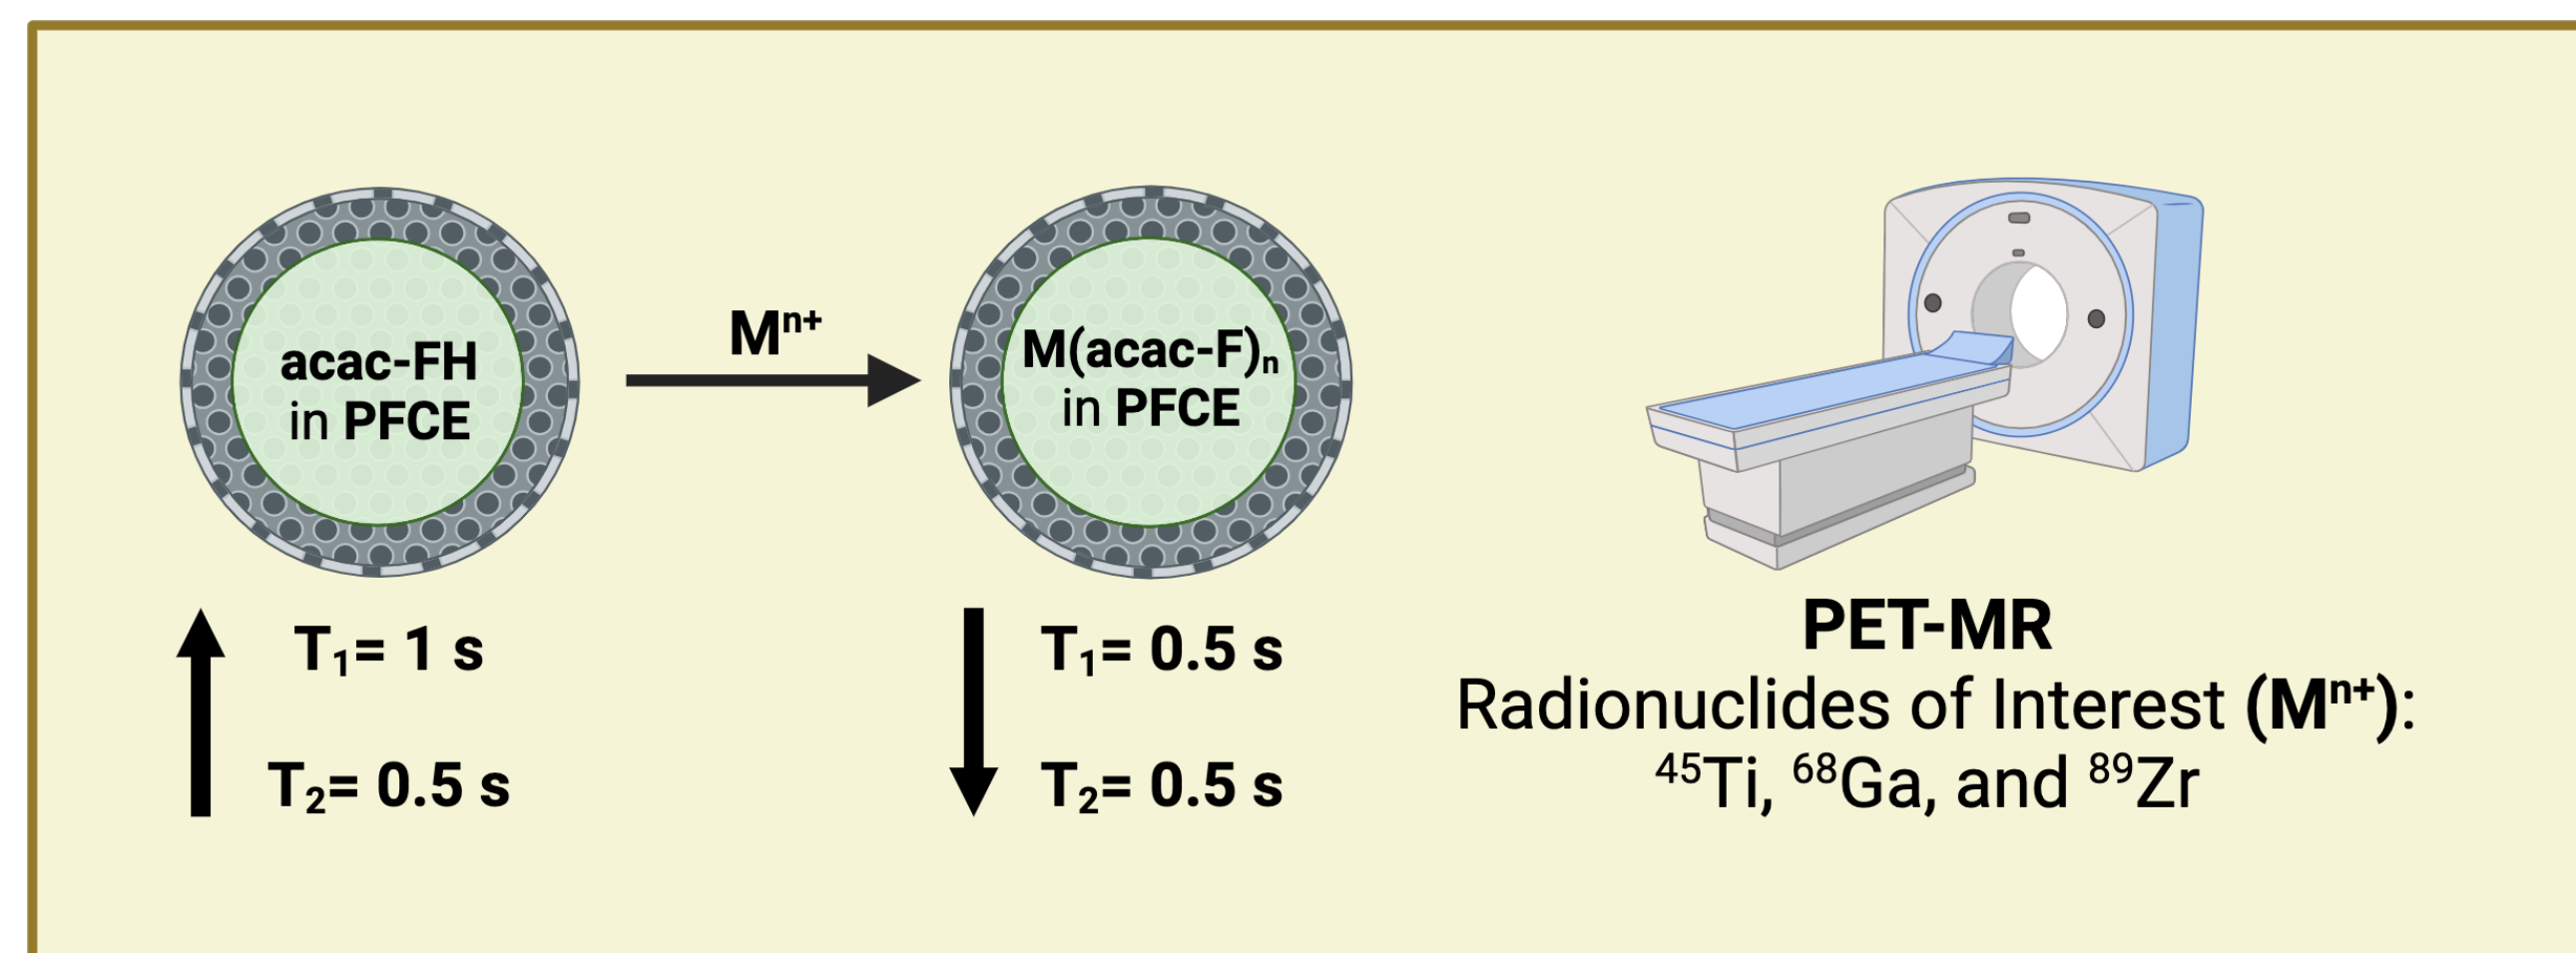 acac-FH
in PFCE
Mⁿ⁺
M(acac-F)ₙ
in PFCE
T₁= 1 s
T₂= 0.5 s
T₁= 0.5 s
T₂= 0.5 s
PET-MR
Radionuclides of Interest (Mⁿ⁺):
⁴⁵Ti, ⁶⁸Ga, and ⁸⁹Zr